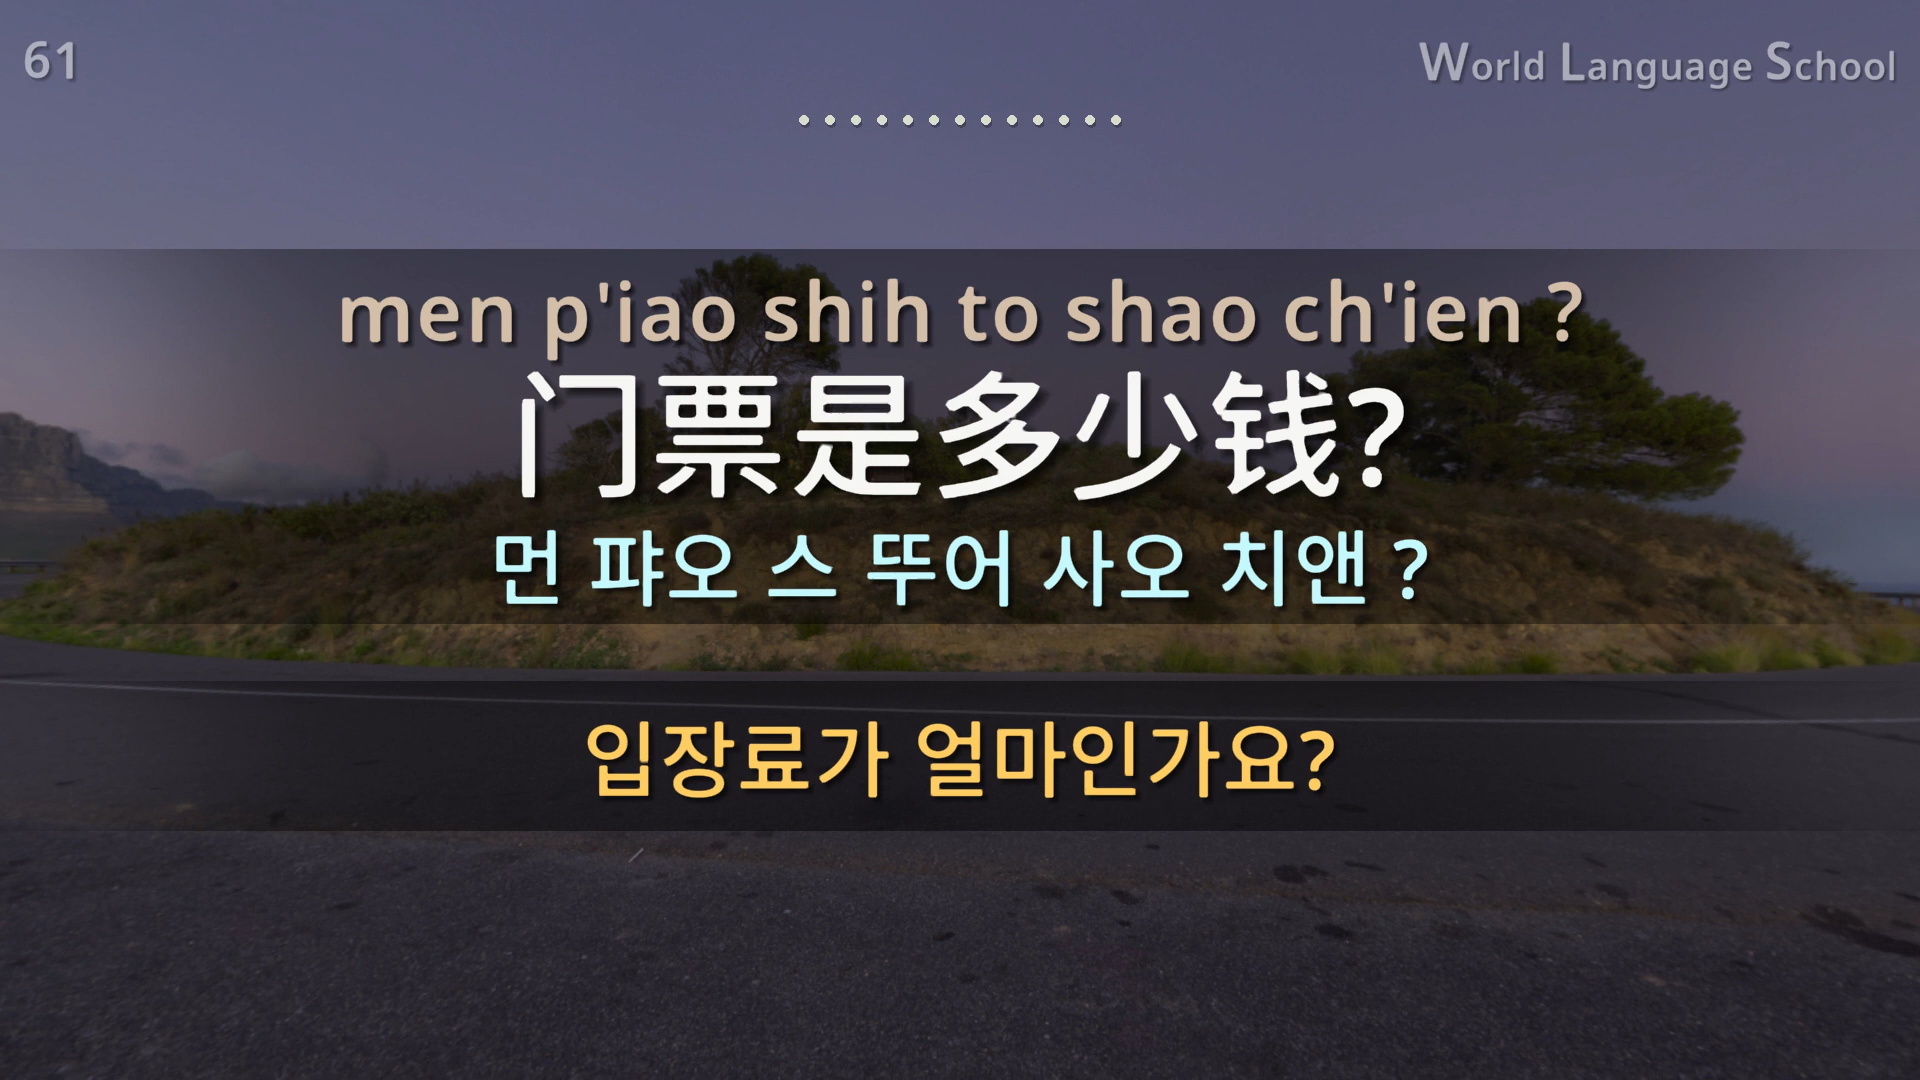 61
World Language School
men p'iao shih to shao ch'ien ?
门票是多少钱?
먼 퍄오 스 뚜어 사오 치앤 ?
입장료가 얼마인가요?